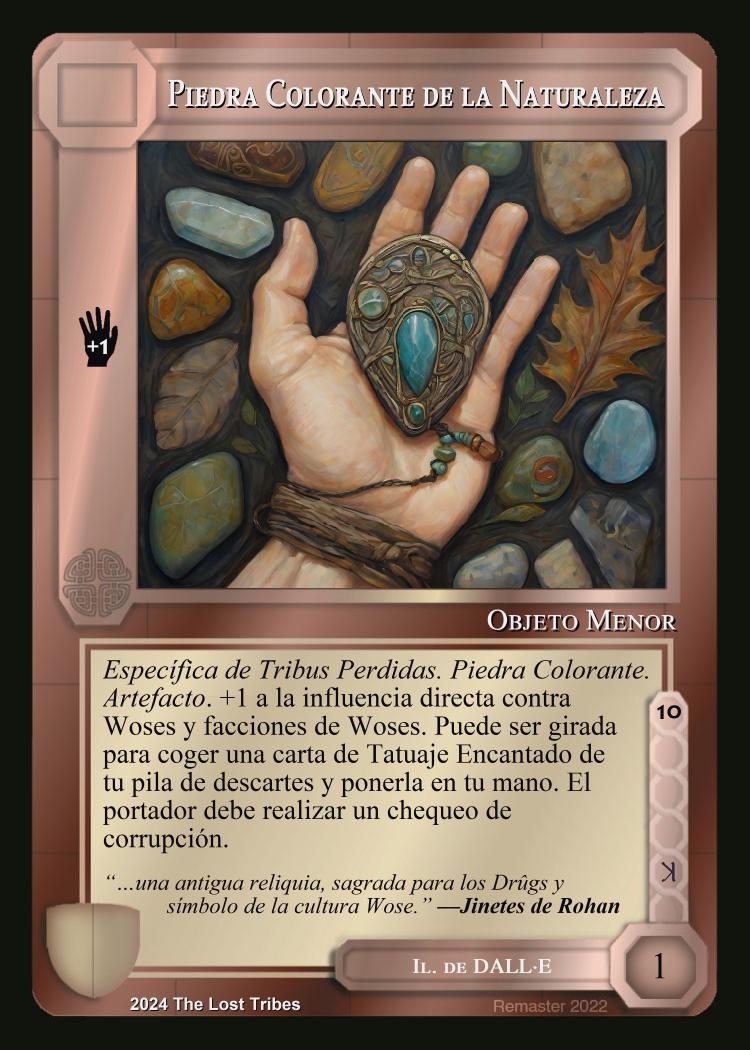 Piedra Colorante de la Naturaleza
+1
Objeto Menor
Específica de Tribus Perdidas. Piedra Colorante.
Artefacto. +1 a la influencia directa contra
Woses y facciones de Woses. Puede ser girada
para coger una carta de Tatuaje Encantado de
tu pila de descartes y ponerla en tu mano. El
portador debe realizar un chequeo de
corrupción.
10
“...una antigua reliquia, sagrada para los Drûgs y
símbolo de la cultura Wose.” —Jinetes de Rohan
Il. de DALL·E
1
2024 The Lost Tribes
Remaster 2022